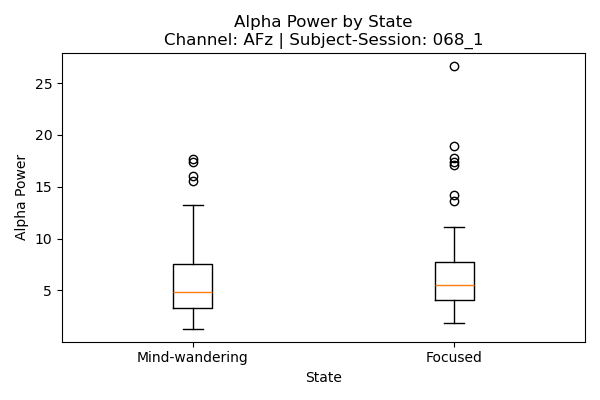 Alpha Power by State
Channel: AFz | Subject-Session: 068_1
Alpha Power
25
20
15
10
5
Mind-wandering
Focused
State